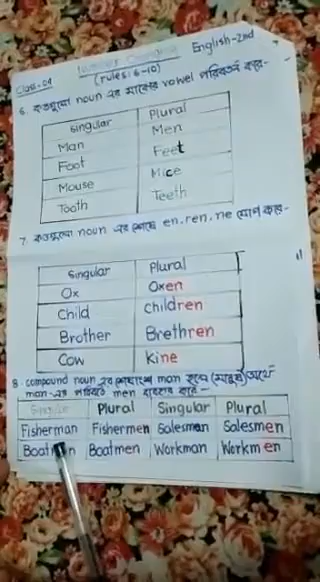 Class-04 Number Changing English-2nd
(rules: 6-10)
6. কতগুলো noun এর মাঝের vowel পরিবর্তন করে-
Singular Plural
Man Men
Foot Feet
Mouse Mice
Tooth Teeth
7. কতগুলো noun এর শেষে en, ren, ne যোগ করে-
Singular Plural
Ox Oxen
Child children
Brother Brethren
Cow Kine
8. compound noun এর শেষাংশে man রূপে (মানুষ) অর্থে
man-এর পরিবর্তে men ব্যবহার করে-
Singular Plural Singular Plural
Fisherman Fishermen Salesman Salesmen
Boatman Boatmen Workman Workmen